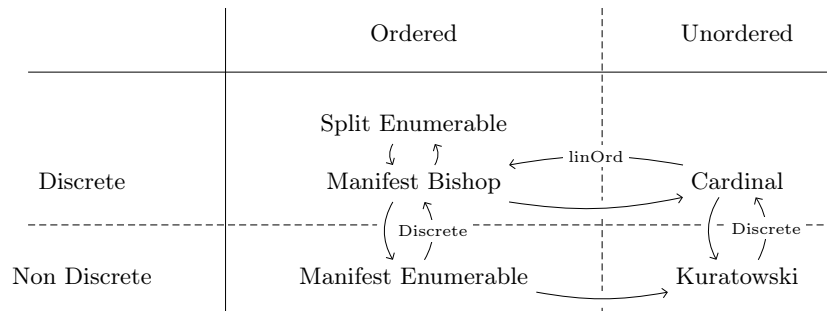 Ordered Unordered
Split Enumerable
linOrd
Discrete Manifest Bishop Cardinal
Discrete Discrete
Non Discrete Manifest Enumerable Kuratowski